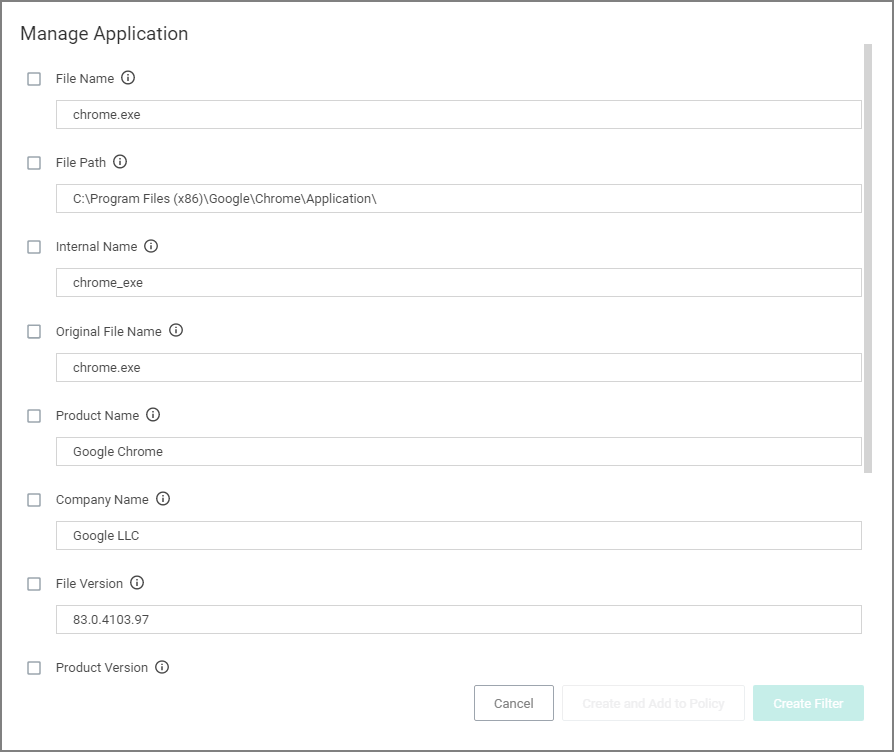 Manage Application
File Name
chrome.exe
File Path
C:\Program Files (x86)\Google\Chrome\Application\
Internal Name
chrome_exe
Original File Name
chrome.exe
Product Name
Google Chrome
Company Name
Google LLC
File Version
83.0.4103.97
Product Version
Cancel Create and Add to Policy Create Filter